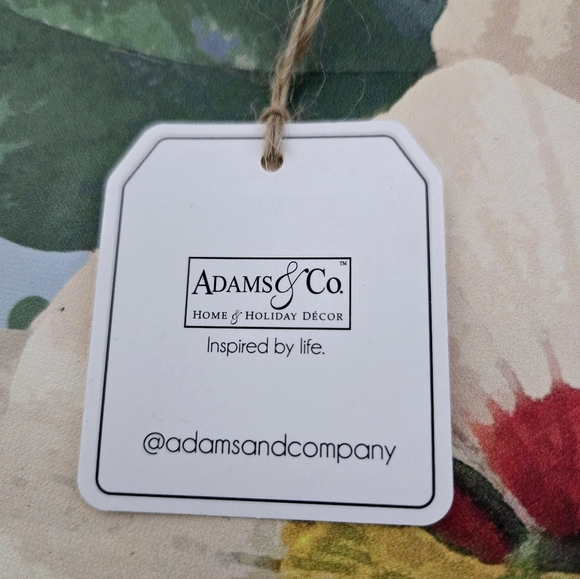 ADAMS & CO.™
HOME & HOLIDAY DÉCOR
Inspired by life.
@adamsandcompany